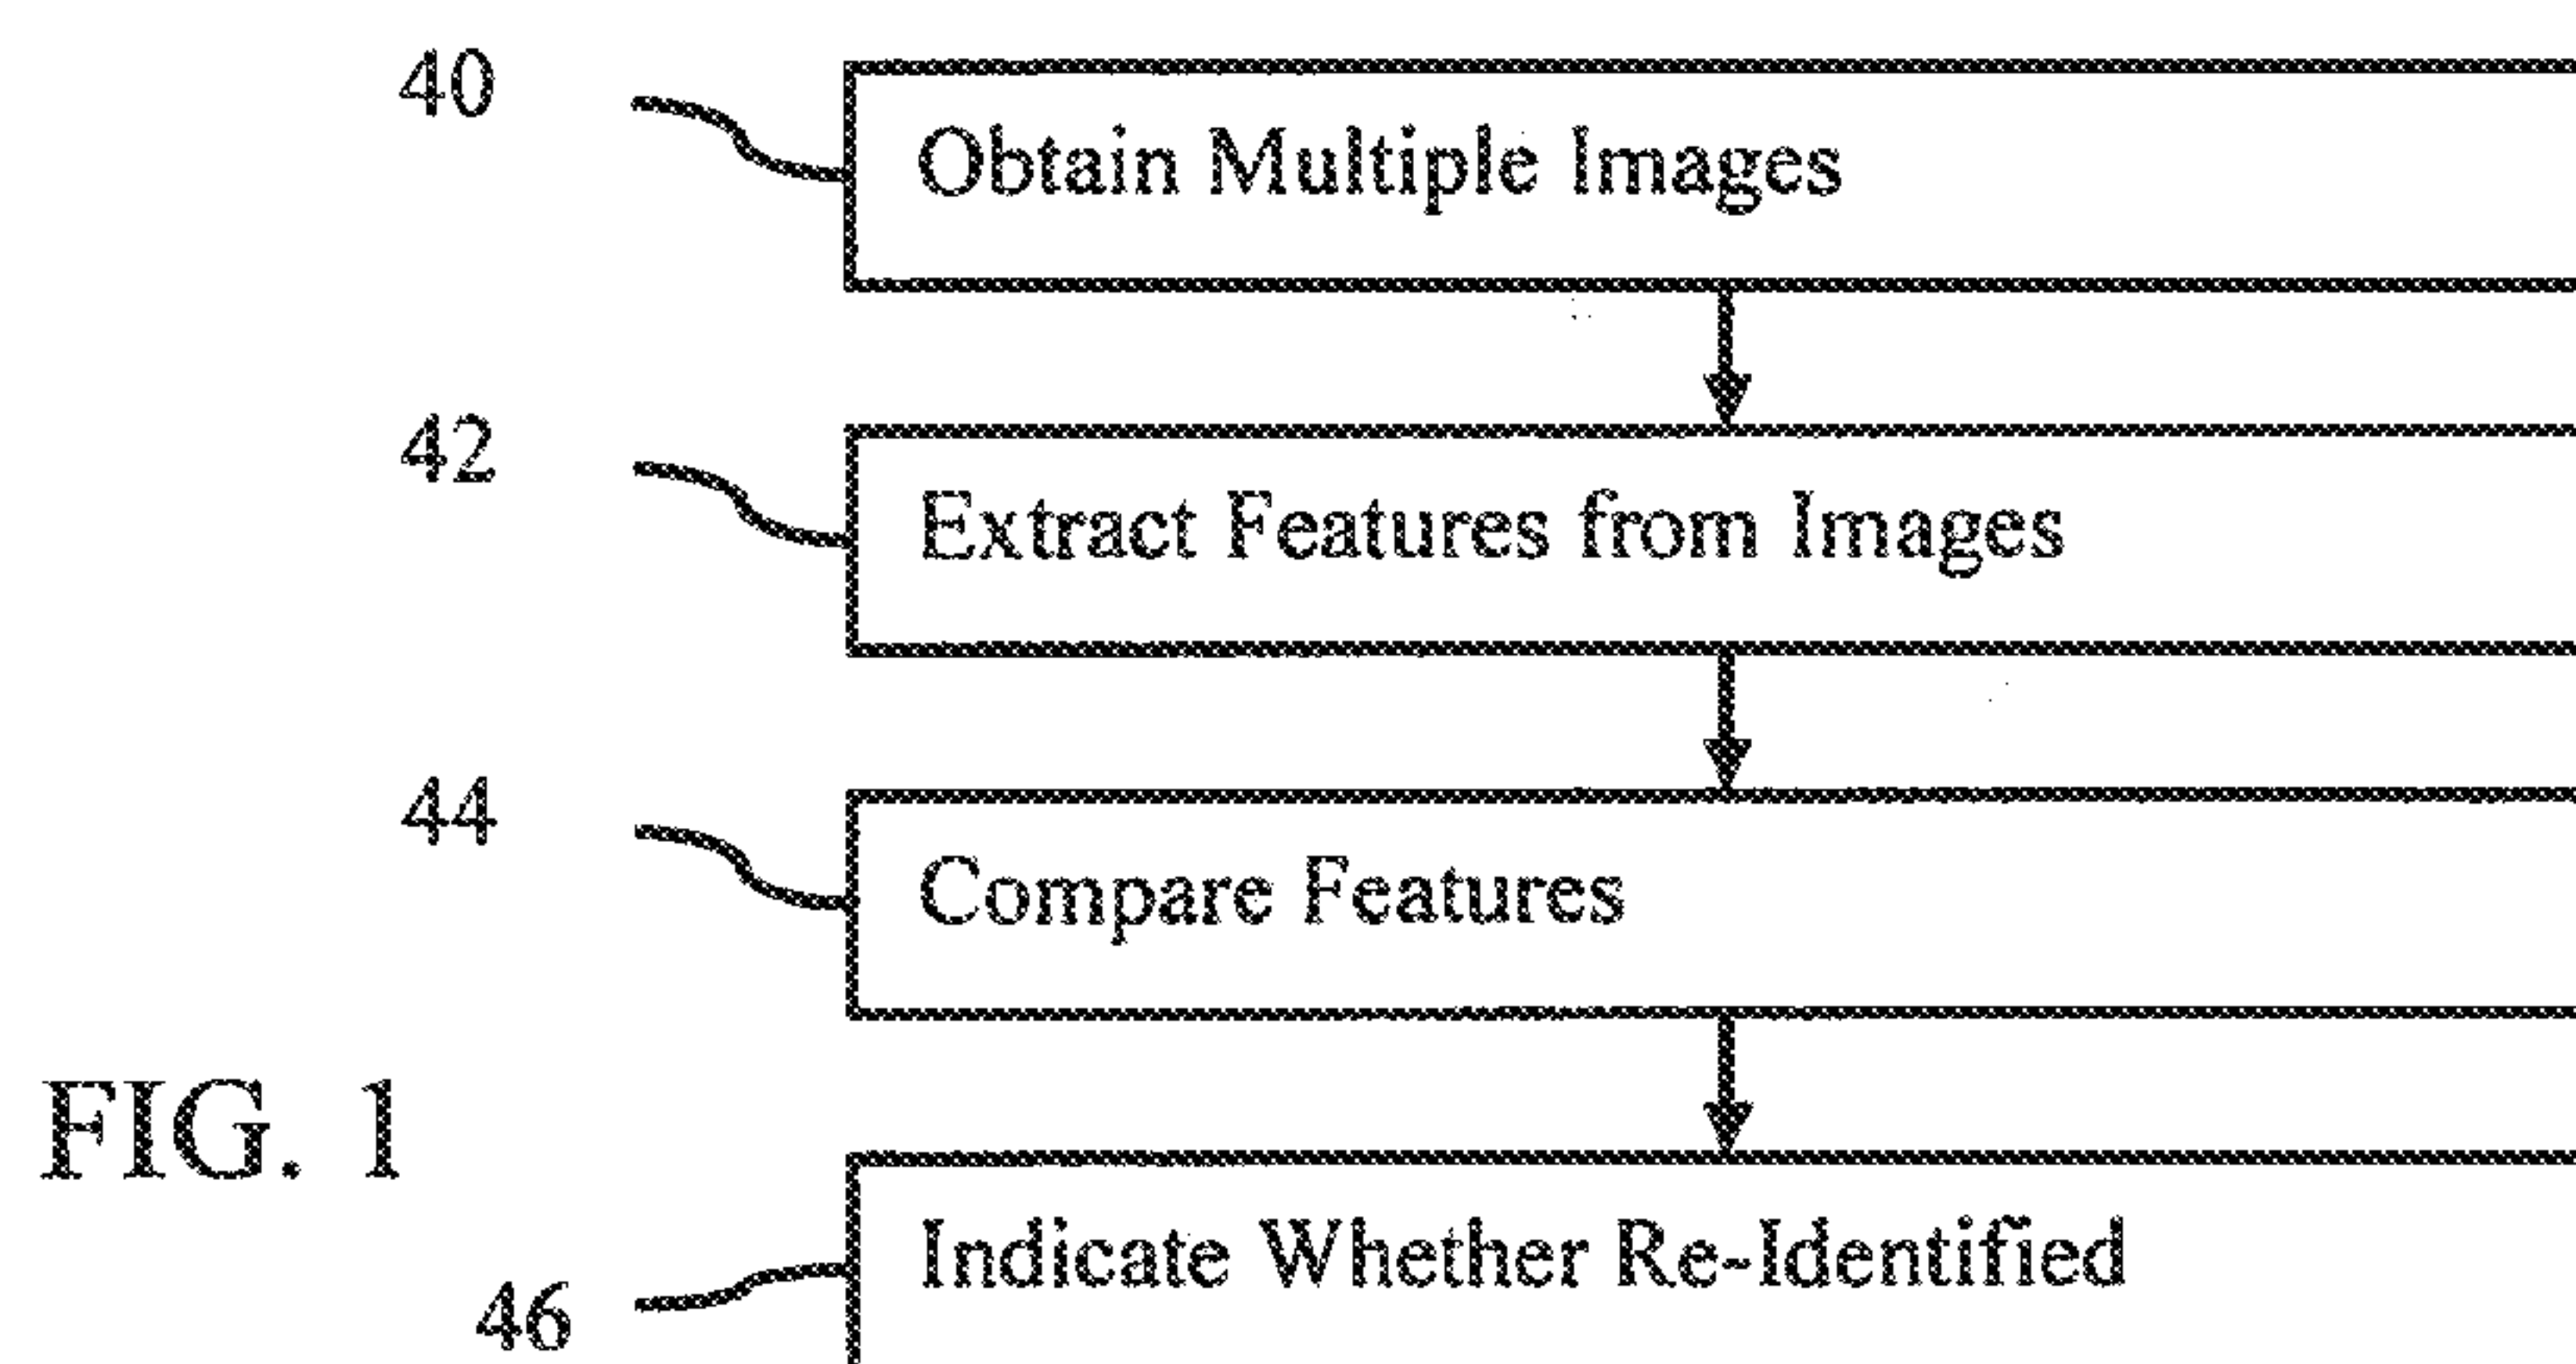 40
Obtain Multiple Images
42
Extract Features from Images
44
Compare Features
FIG. 1
Indicate Whether Re-Identified
46